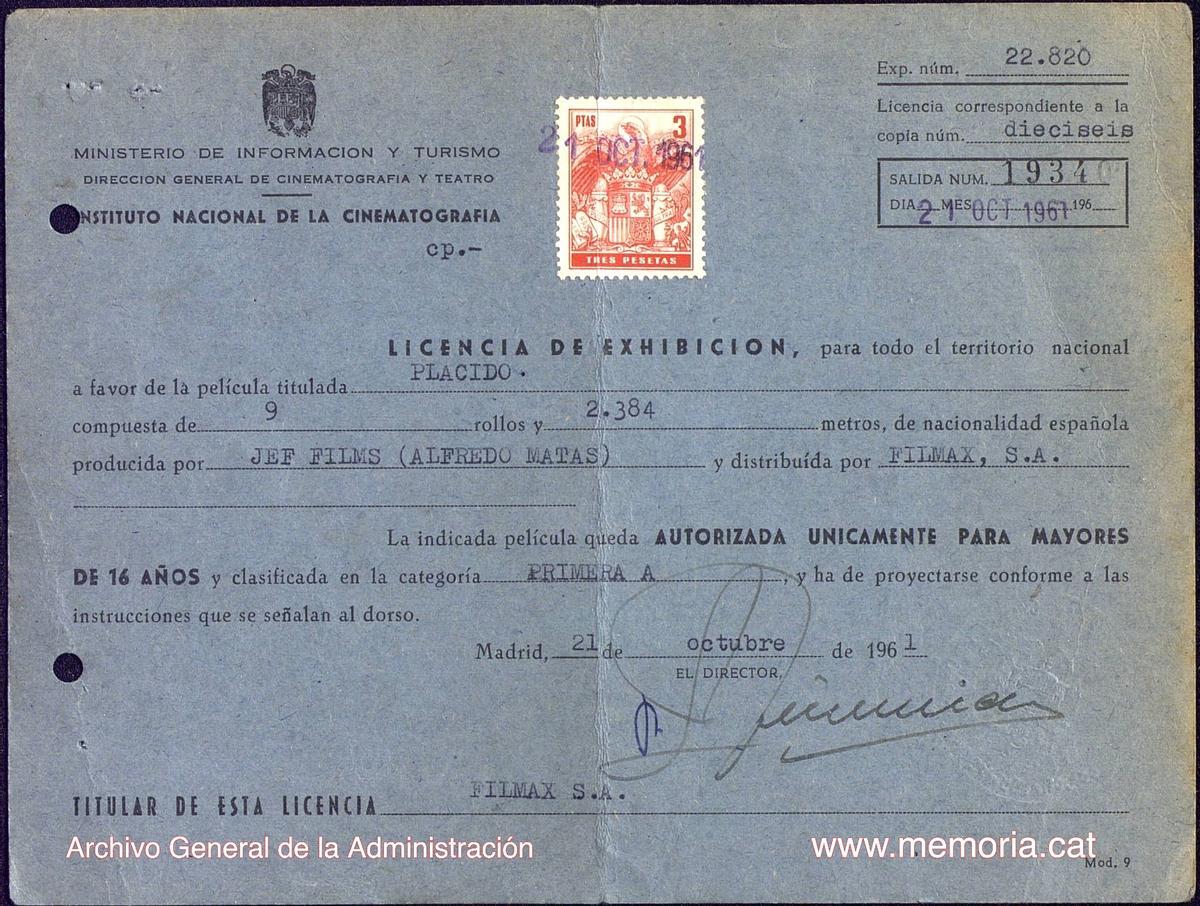 Exp. núm. 22.820
Licencia correspondiente a la
copia núm. dieciseis
SALIDA NUM. 1934
DIA MES 196
21 OCT 1961
MINISTERIO DE INFORMACION Y TURISMO
DIRECCION GENERAL DE CINEMATOGRAFIA Y TEATRO
INSTITUTO NACIONAL DE LA CINEMATOGRAFIA
cp.-
PTAS 3
21 OCT. 1961
TRES PESETAS
LICENCIA DE EXHIBICION, para todo el territorio nacional
a favor de la película titulada PLACIDO.
compuesta de 9 rollos y 2.384 metros, de nacionalidad española
producida por JEF FILMS (ALFREDO MATAS) y distribuída por FILMAX, S.A.
La indicada película queda AUTORIZADA UNICAMENTE PARA MAYORES
DE 16 AÑOS y clasificada en la categoría PRIMERA A, y ha de proyectarse conforme a las
instrucciones que se señalan al dorso.
Madrid, 21 de octubre de 1961
EL DIRECTOR,
TITULAR DE ESTA LICENCIA FILMAX S.A.
Archivo General de la Administración
www.memoria.cat
Mod. 9